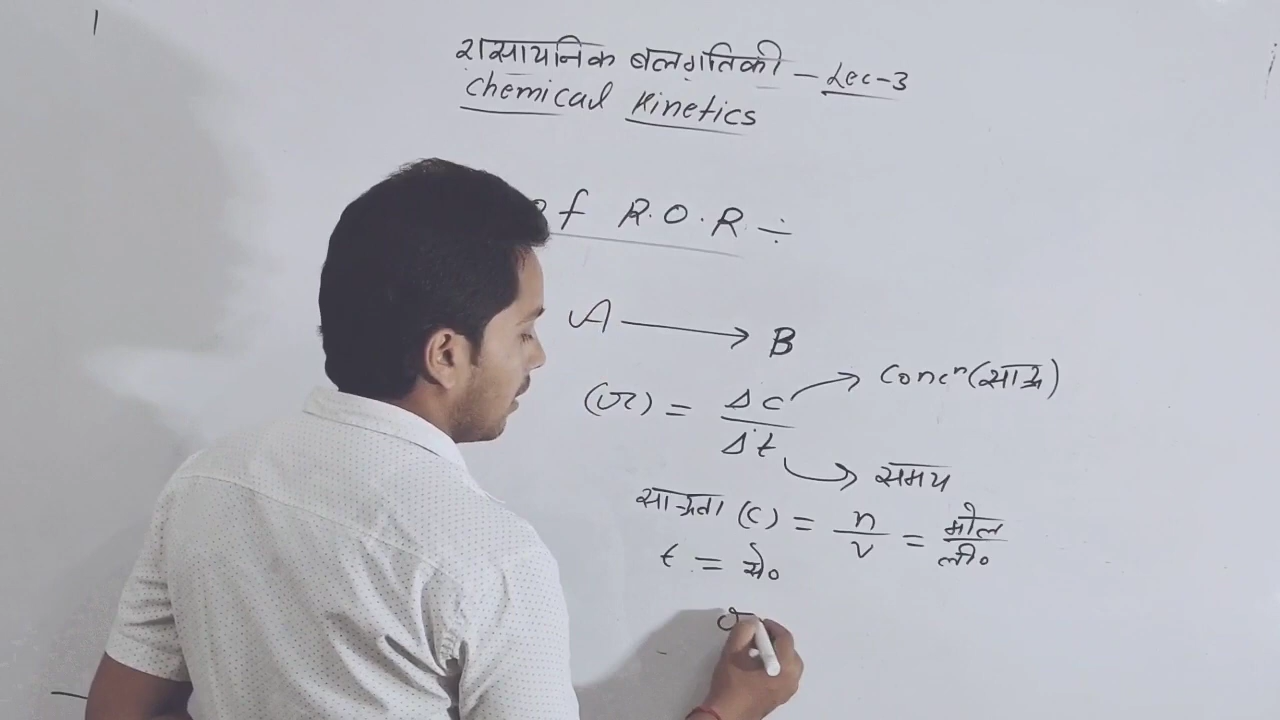 रासायनिक बलगतिकी – Lec-3
Chemical Kinetics
of R.O.R ÷
A ⟶ B
(r) = Δc / Δt
Concⁿ (सान्द्र)
समय
सान्द्रता (c) = n / v = मोल / ली०
t = से०